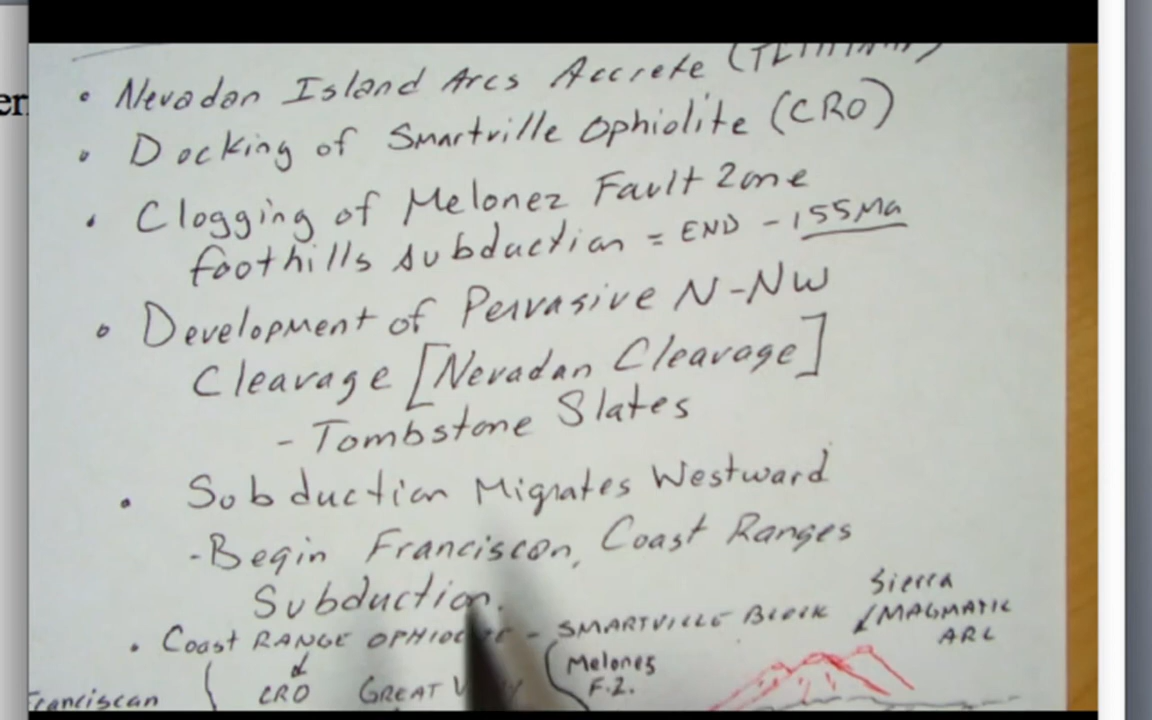 en
• Nevadan Island Arcs Accrete
• Docking of Smartville Ophiolite (CRO)
• Clogging of Melonez Fault Zone
foothills subduction = END - 155Ma
• Development of Pervasive N-NW
Cleavage [Nevadan Cleavage]
- Tombstone Slates
• Subduction Migrates Westward
- Begin Franciscan, Coast Ranges
Subduction.
• COAST RANGE - SMARTVILLE BLOCK
Sierra
MAGMATIC
ARC
Franciscan
CRO
GREAT
Melones
F.Z.